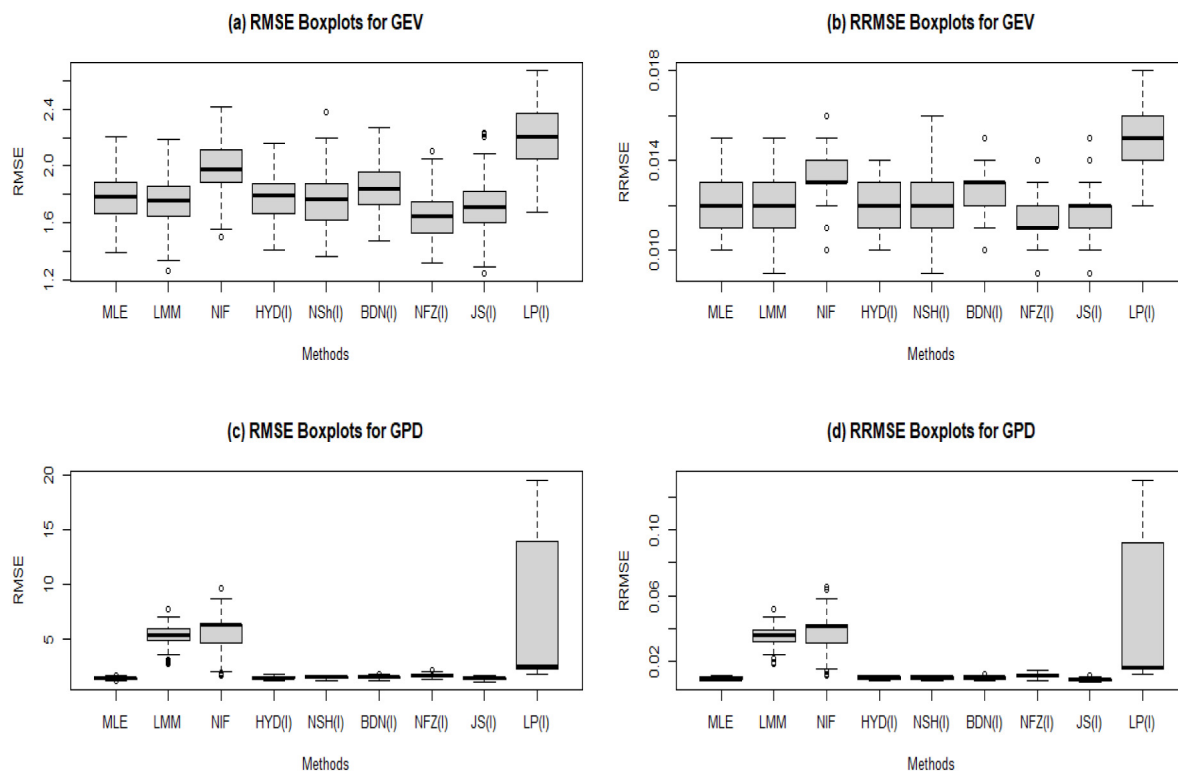 (a) RMSE Boxplots for GEV
RMSE
1.2 1.6 2.0 2.4
MLE LMM NIF HYD(I) NSh(I) BDN(I) NFZ(I) JS(I) LP(I)
Methods
(b) RRMSE Boxplots for GEV
RRMSE
0.010 0.014 0.018
MLE LMM NIF HYD(I) NSH(I) BDN(I) NFZ(I) JS(I) LP(I)
Methods
(c) RMSE Boxplots for GPD
RMSE
5 10 15 20
MLE LMM NIF HYD(I) NSH(I) BDN(I) NFZ(I) JS(I) LP(I)
Methods
(d) RRMSE Boxplots for GPD
RRMSE
0.02 0.06 0.10
MLE LMM NIF HYD(I) NSH(I) BDN(I) NFZ(I) JS(I) LP(I)
Methods